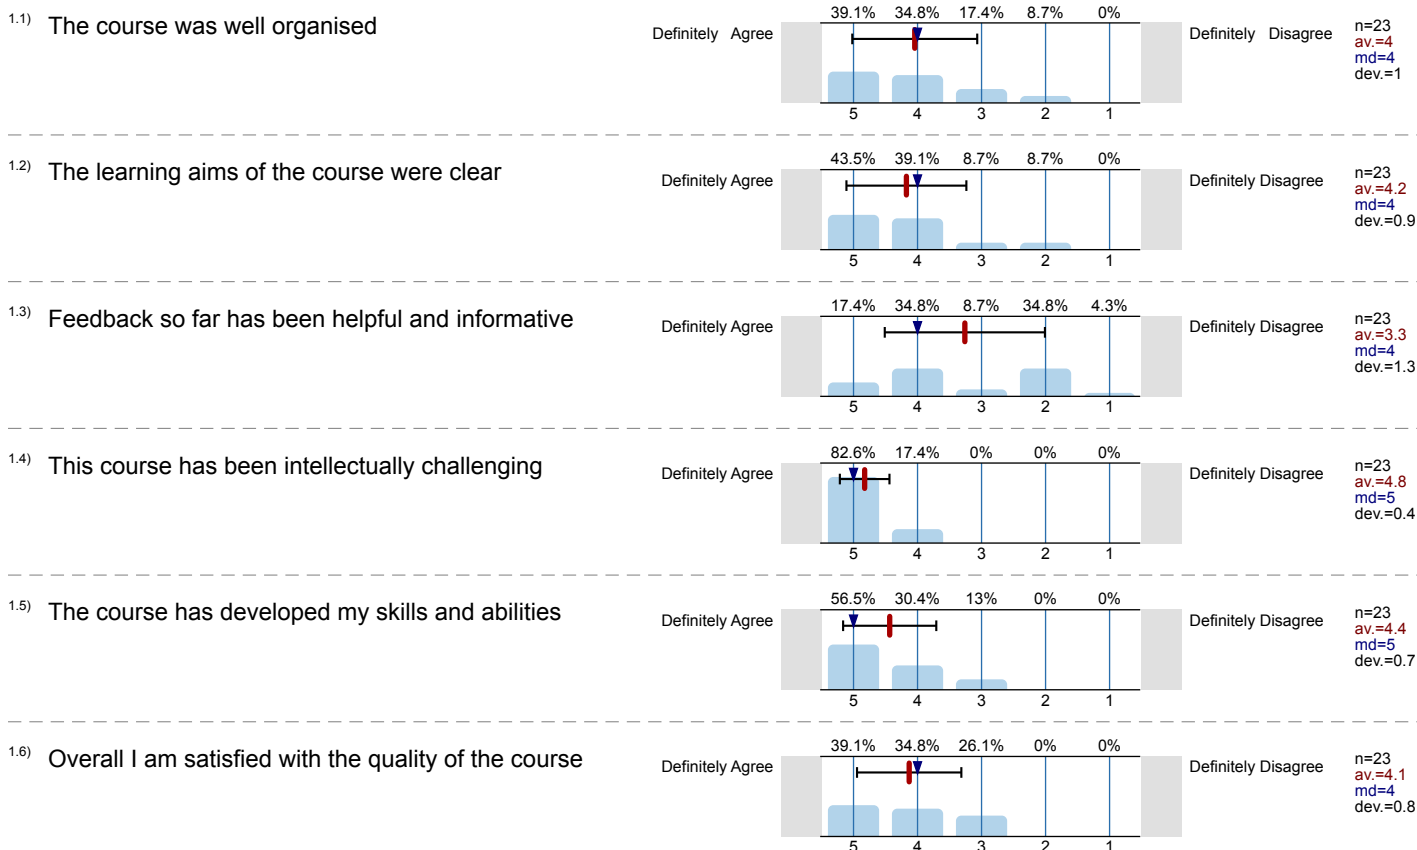 1.1) The course was well organised
Definitely Agree
39.1% 34.8% 17.4% 8.7% 0%
5 4 3 2 1
Definitely Disagree
n=23
av.=4
md=4
dev.=1
1.2) The learning aims of the course were clear
Definitely Agree
43.5% 39.1% 8.7% 8.7% 0%
5 4 3 2 1
Definitely Disagree
n=23
av.=4.2
md=4
dev.=0.9
1.3) Feedback so far has been helpful and informative
Definitely Agree
17.4% 34.8% 8.7% 34.8% 4.3%
5 4 3 2 1
Definitely Disagree
n=23
av.=3.3
md=4
dev.=1.3
1.4) This course has been intellectually challenging
Definitely Agree
82.6% 17.4% 0% 0% 0%
5 4 3 2 1
Definitely Disagree
n=23
av.=4.8
md=5
dev.=0.4
1.5) The course has developed my skills and abilities
Definitely Agree
56.5% 30.4% 13% 0% 0%
5 4 3 2 1
Definitely Disagree
n=23
av.=4.4
md=5
dev.=0.7
1.6) Overall I am satisfied with the quality of the course
Definitely Agree
39.1% 34.8% 26.1% 0% 0%
5 4 3 2 1
Definitely Disagree
n=23
av.=4.1
md=4
dev.=0.8